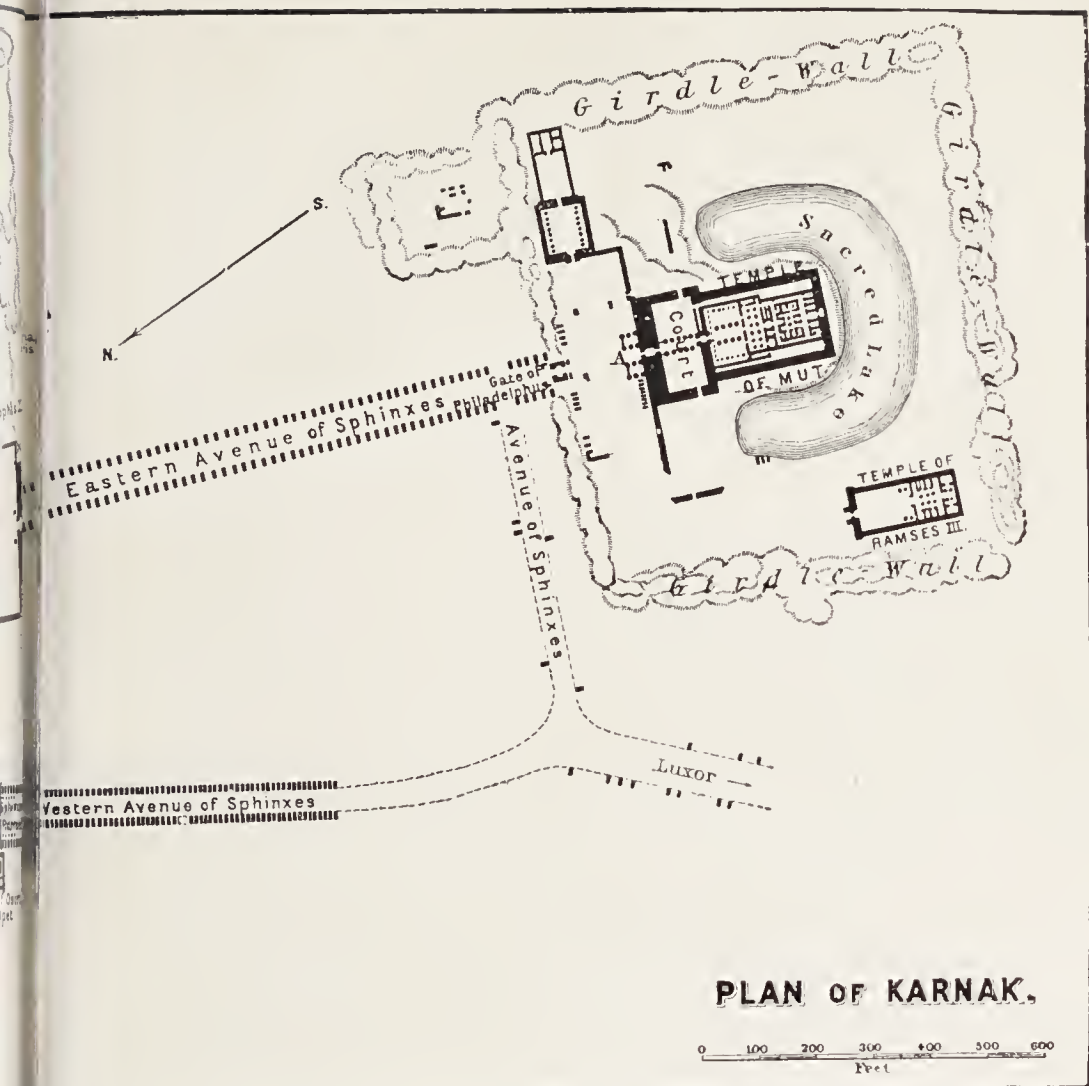 Girdle-Wall
Girdle-Wall
S.
N.
F
Sacred Lake
TEMPLE
Court
A
OF MUT.
Gate of
Philadelphus
Eastern Avenue of Sphinxes
Avenue of Sphinxes
TEMPLE OF
RAMSES III.
Girdle-Wall
Luxor
Western Avenue of Sphinxes
PLAN OF KARNAK.
0 100 200 300 400 500 600
Feet